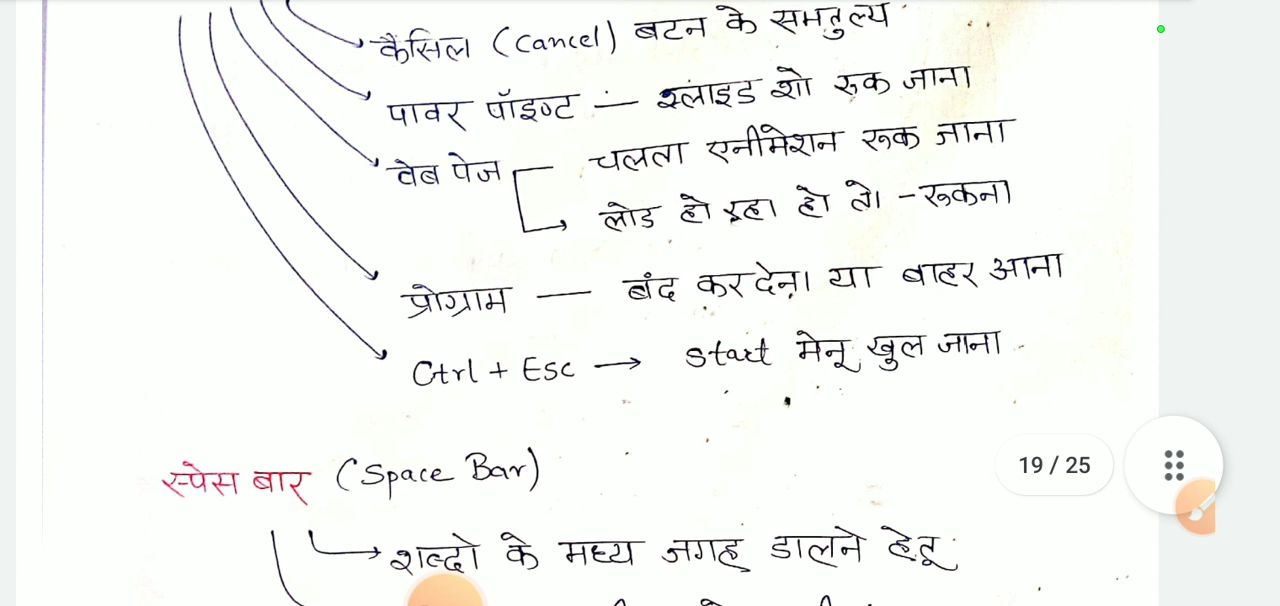 कैंसिल (Cancel) बटन के समतुल्य
पावर पॉइण्ट — स्लाइड शो रुक जाना
वेब पेज चलता एनीमेशन रूक जाना
लोड हो रहा हो तो - रूकना
प्रोग्राम — बंद कर देना या बाहर आना
Ctrl + Esc → Start मेनू खुल जाना
स्पेस बार (Space Bar)
19 / 25
शब्दो के मध्य जगह डालने हेतू